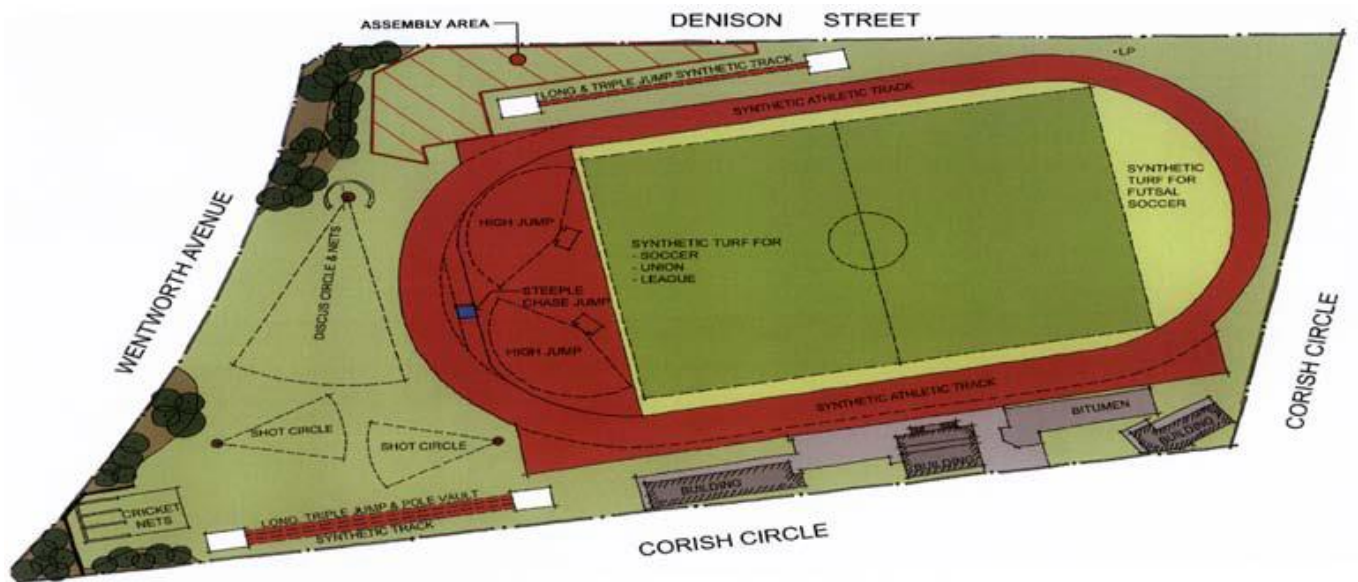 DENISON STREET
ASSEMBLY AREA
•LP
LONG & TRIPLE JUMP SYNTHETIC TRACK
SYNTHETIC ATHLETIC TRACK
SYNTHETIC
TURF FOR
FUTSAL
SOCCER
WENTWORTH AVENUE
DISCUS CIRCLE & NETS
HIGH JUMP
SYNTHETIC TURF FOR
- SOCCER
- UNION
- LEAGUE
STEEPLE
CHASE JUMP
HIGH JUMP
CORISH CIRCLE
SYNTHETIC ATHLETIC TRACK
BITUMEN
SHOT CIRCLE
SHOT CIRCLE
BUILDING
BUILDING
BUILDING
CRICKET
NETS
LONG, TRIPLE JUMP & POLE VAULT
SYNTHETIC TRACK
CORISH CIRCLE